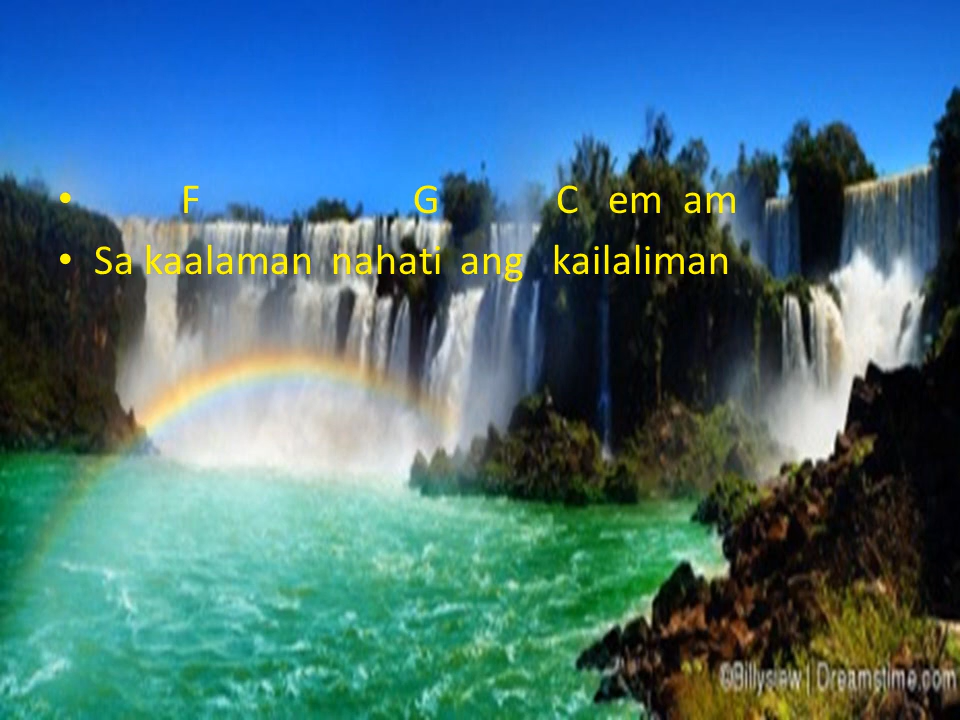 • F G C em am
• Sa kaalaman nahati ang kailaliman
©Billysiew | Dreamstime.com